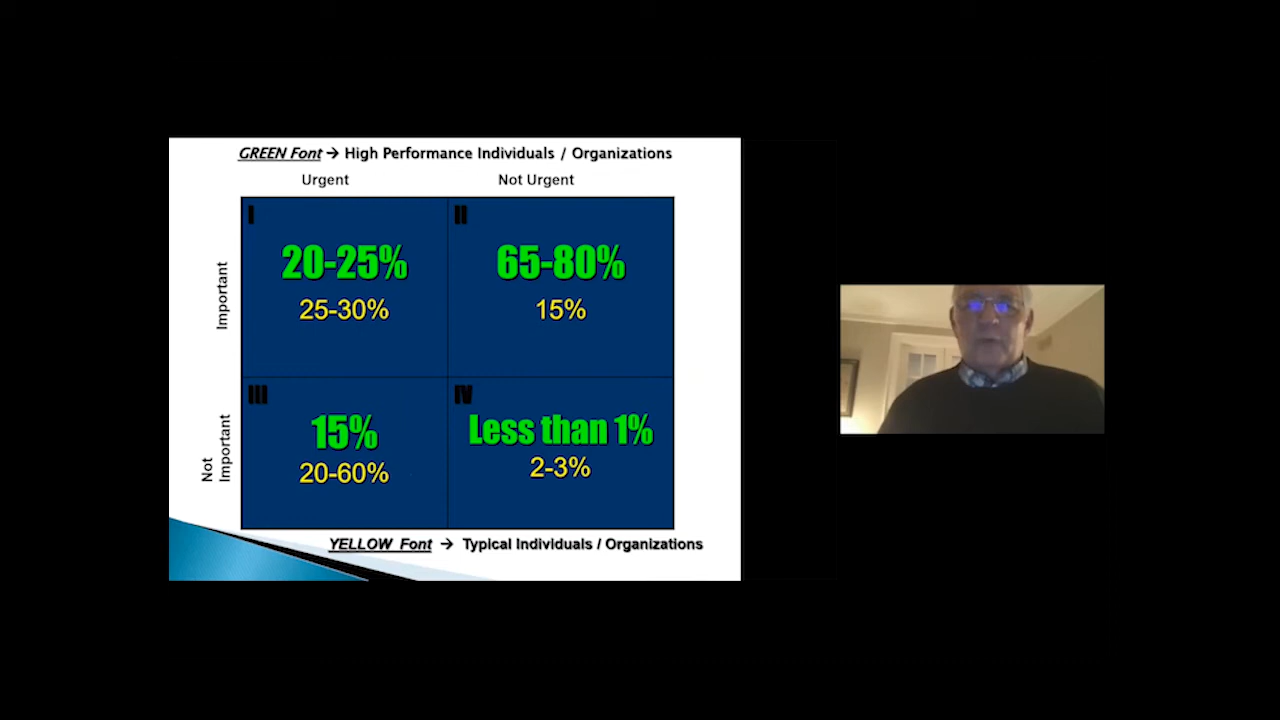 GREEN Font → High Performance Individuals / Organizations
Urgent Not Urgent
Important
I
20-25%
25-30%
II
65-80%
15%
Not
Important
III
15%
20-60%
IV
Less than 1%
2-3%
YELLOW Font → Typical Individuals / Organizations